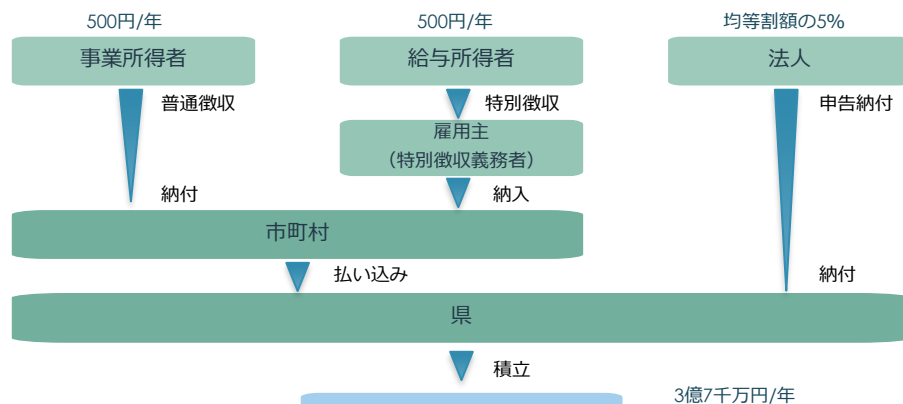 500円/年
500円/年
均等割額の5%
事業所得者
給与所得者
法人
普通徴収
特別徴収
申告納付
雇用主
（特別徴収義務者）
納付
納入
市町村
払い込み
納付
県
積立
3億7千万円/年